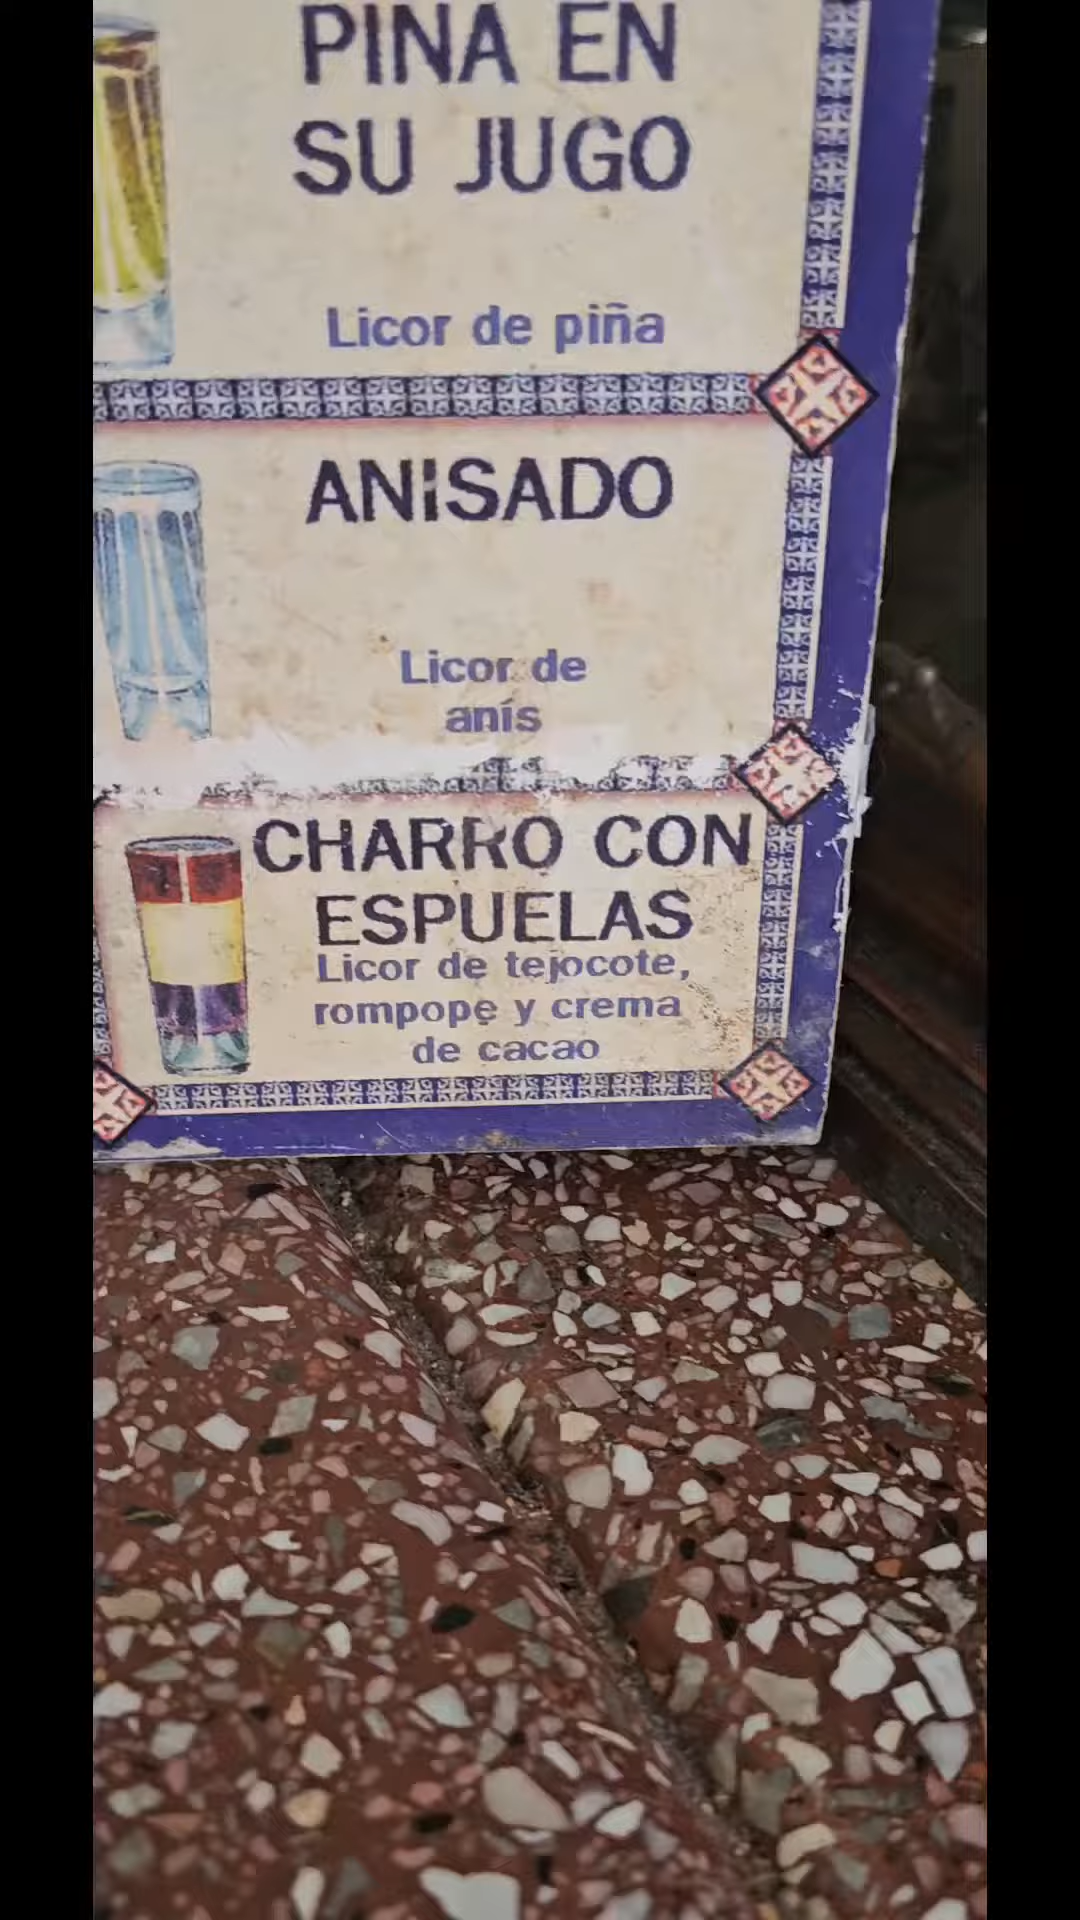 PINA EN
SU JUGO
Licor de piña
ANISADO
Licor de
anís
CHARRO CON
ESPUELAS
Licor de tejocote,
rompope y crema
de cacao